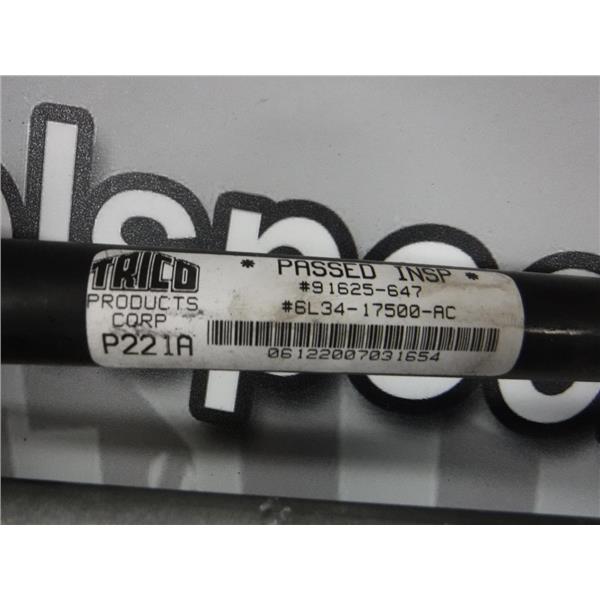 TRICO
PRODUCTS
CORP
P221A
* PASSED INSP *
#91625-647
#6L34-17500-AC
06122007031654